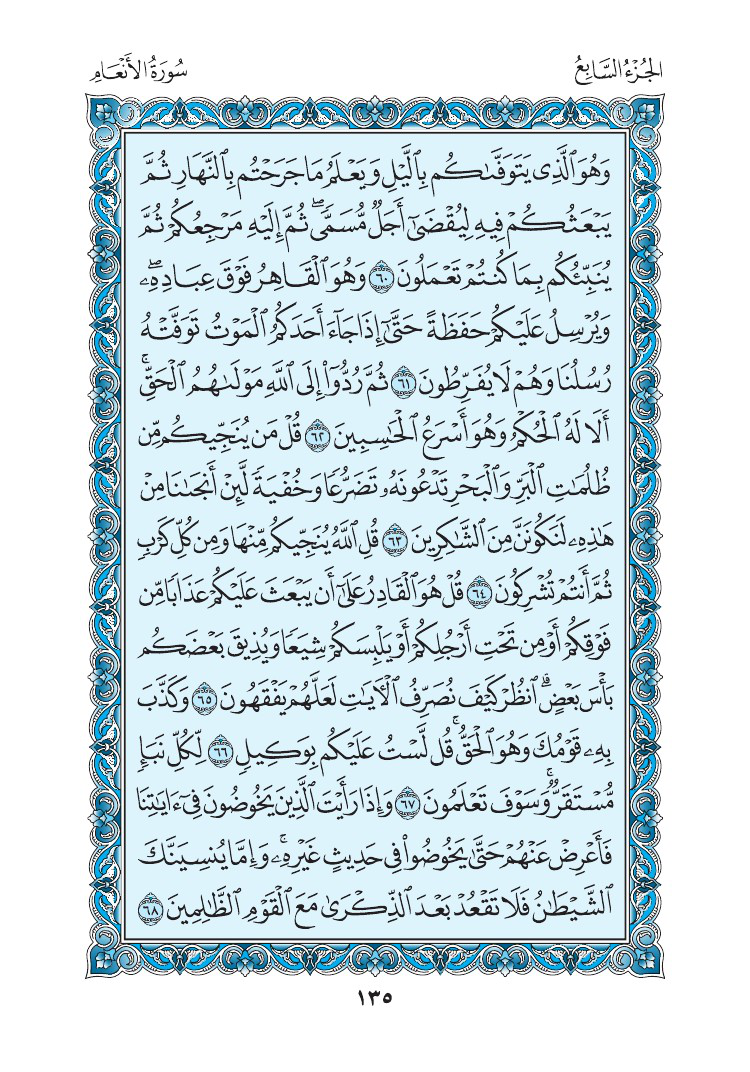 الجُزْءُ السَّابِعُ
سُورَةُ الأَنْعَامِ
وَهُوَ ٱلَّذِى يَتَوَفَّىٰكُم بِٱلَّيْلِ وَيَعْلَمُ مَا جَرَحْتُم بِٱلنَّهَارِ ثُمَّ
يَبْعَثُكُمْ فِيهِ لِيُقْضَىٰٓ أَجَلٌ مُّسَمًّى ۖ ثُمَّ إِلَيْهِ مَرْجِعُكُمْ ثُمَّ
يُنَبِّئُكُم بِمَا كُنتُمْ تَعْمَلُونَ ٦٠ وَهُوَ ٱلْقَاهِرُ فَوْقَ عِبَادِهِۦ ۖ
وَيُرْسِلُ عَلَيْكُمْ حَفَظَةً حَتَّىٰٓ إِذَا جَآءَ أَحَدَكُمُ ٱلْمَوْتُ تَوَفَّتْهُ
رُسُلُنَا وَهُمْ لَا يُفَرِّطُونَ ٦١ ثُمَّ رُدُّوٓا۟ إِلَى ٱللَّهِ مَوْلَىٰهُمُ ٱلْحَقِّ ۚ
أَلَا لَهُ ٱلْحُكْمُ وَهُوَ أَسْرَعُ ٱلْحَـٰسِبِينَ ٦٢ قُلْ مَن يُنَجِّيكُم مِّن
ظُلُمَـٰتِ ٱلْبَرِّ وَٱلْبَحْرِ تَدْعُونَهُۥ تَضَرُّعًا وَخُفْيَةً لَّئِنْ أَنجَىٰنَا مِنْ
هَـٰذِهِۦ لَنَكُونَنَّ مِنَ ٱلشَّـٰكِرِينَ ٦٣ قُلِ ٱللَّهُ يُنَجِّيكُم مِّنْهَا وَمِن كُلِّ كَرْبٍ
ثُمَّ أَنتُمْ تُشْرِكُونَ ٦٤ قُلْ هُوَ ٱلْقَادِرُ عَلَىٰٓ أَن يَبْعَثَ عَلَيْكُمْ عَذَابًا مِّن
فَوْقِكُمْ أَوْ مِن تَحْتِ أَرْجُلِكُمْ أَوْ يَلْبِسَكُمْ شِيَعًا وَيُذِيقَ بَعْضَكُم
بَأْسَ بَعْضٍ ۗ ٱنظُرْ كَيْفَ نُصَرِّفُ ٱلْـَٔايَـٰتِ لَعَلَّهُمْ يَفْقَهُونَ ٦٥ وَكَذَّبَ
بِهِۦ قَوْمُكَ وَهُوَ ٱلْحَقُّ ۚ قُل لَّسْتُ عَلَيْكُم بِوَكِيلٍ ٦٦ لِّكُلِّ نَبَإٍ
مُّسْتَقَرٌّ ۚ وَسَوْفَ تَعْلَمُونَ ٦٧ وَإِذَا رَأَيْتَ ٱلَّذِينَ يَخُوضُونَ فِىٓ ءَايَـٰتِنَا
فَأَعْرِضْ عَنْهُمْ حَتَّىٰ يَخُوضُوا۟ فِى حَدِيثٍ غَيْرِهِۦ ۚ وَإِمَّا يُنسِيَنَّكَ
ٱلشَّيْطَـٰنُ فَلَا تَقْعُدْ بَعْدَ ٱلذِّكْرَىٰ مَعَ ٱلْقَوْمِ ٱلظَّـٰلِمِينَ ٦٨
١٣٥